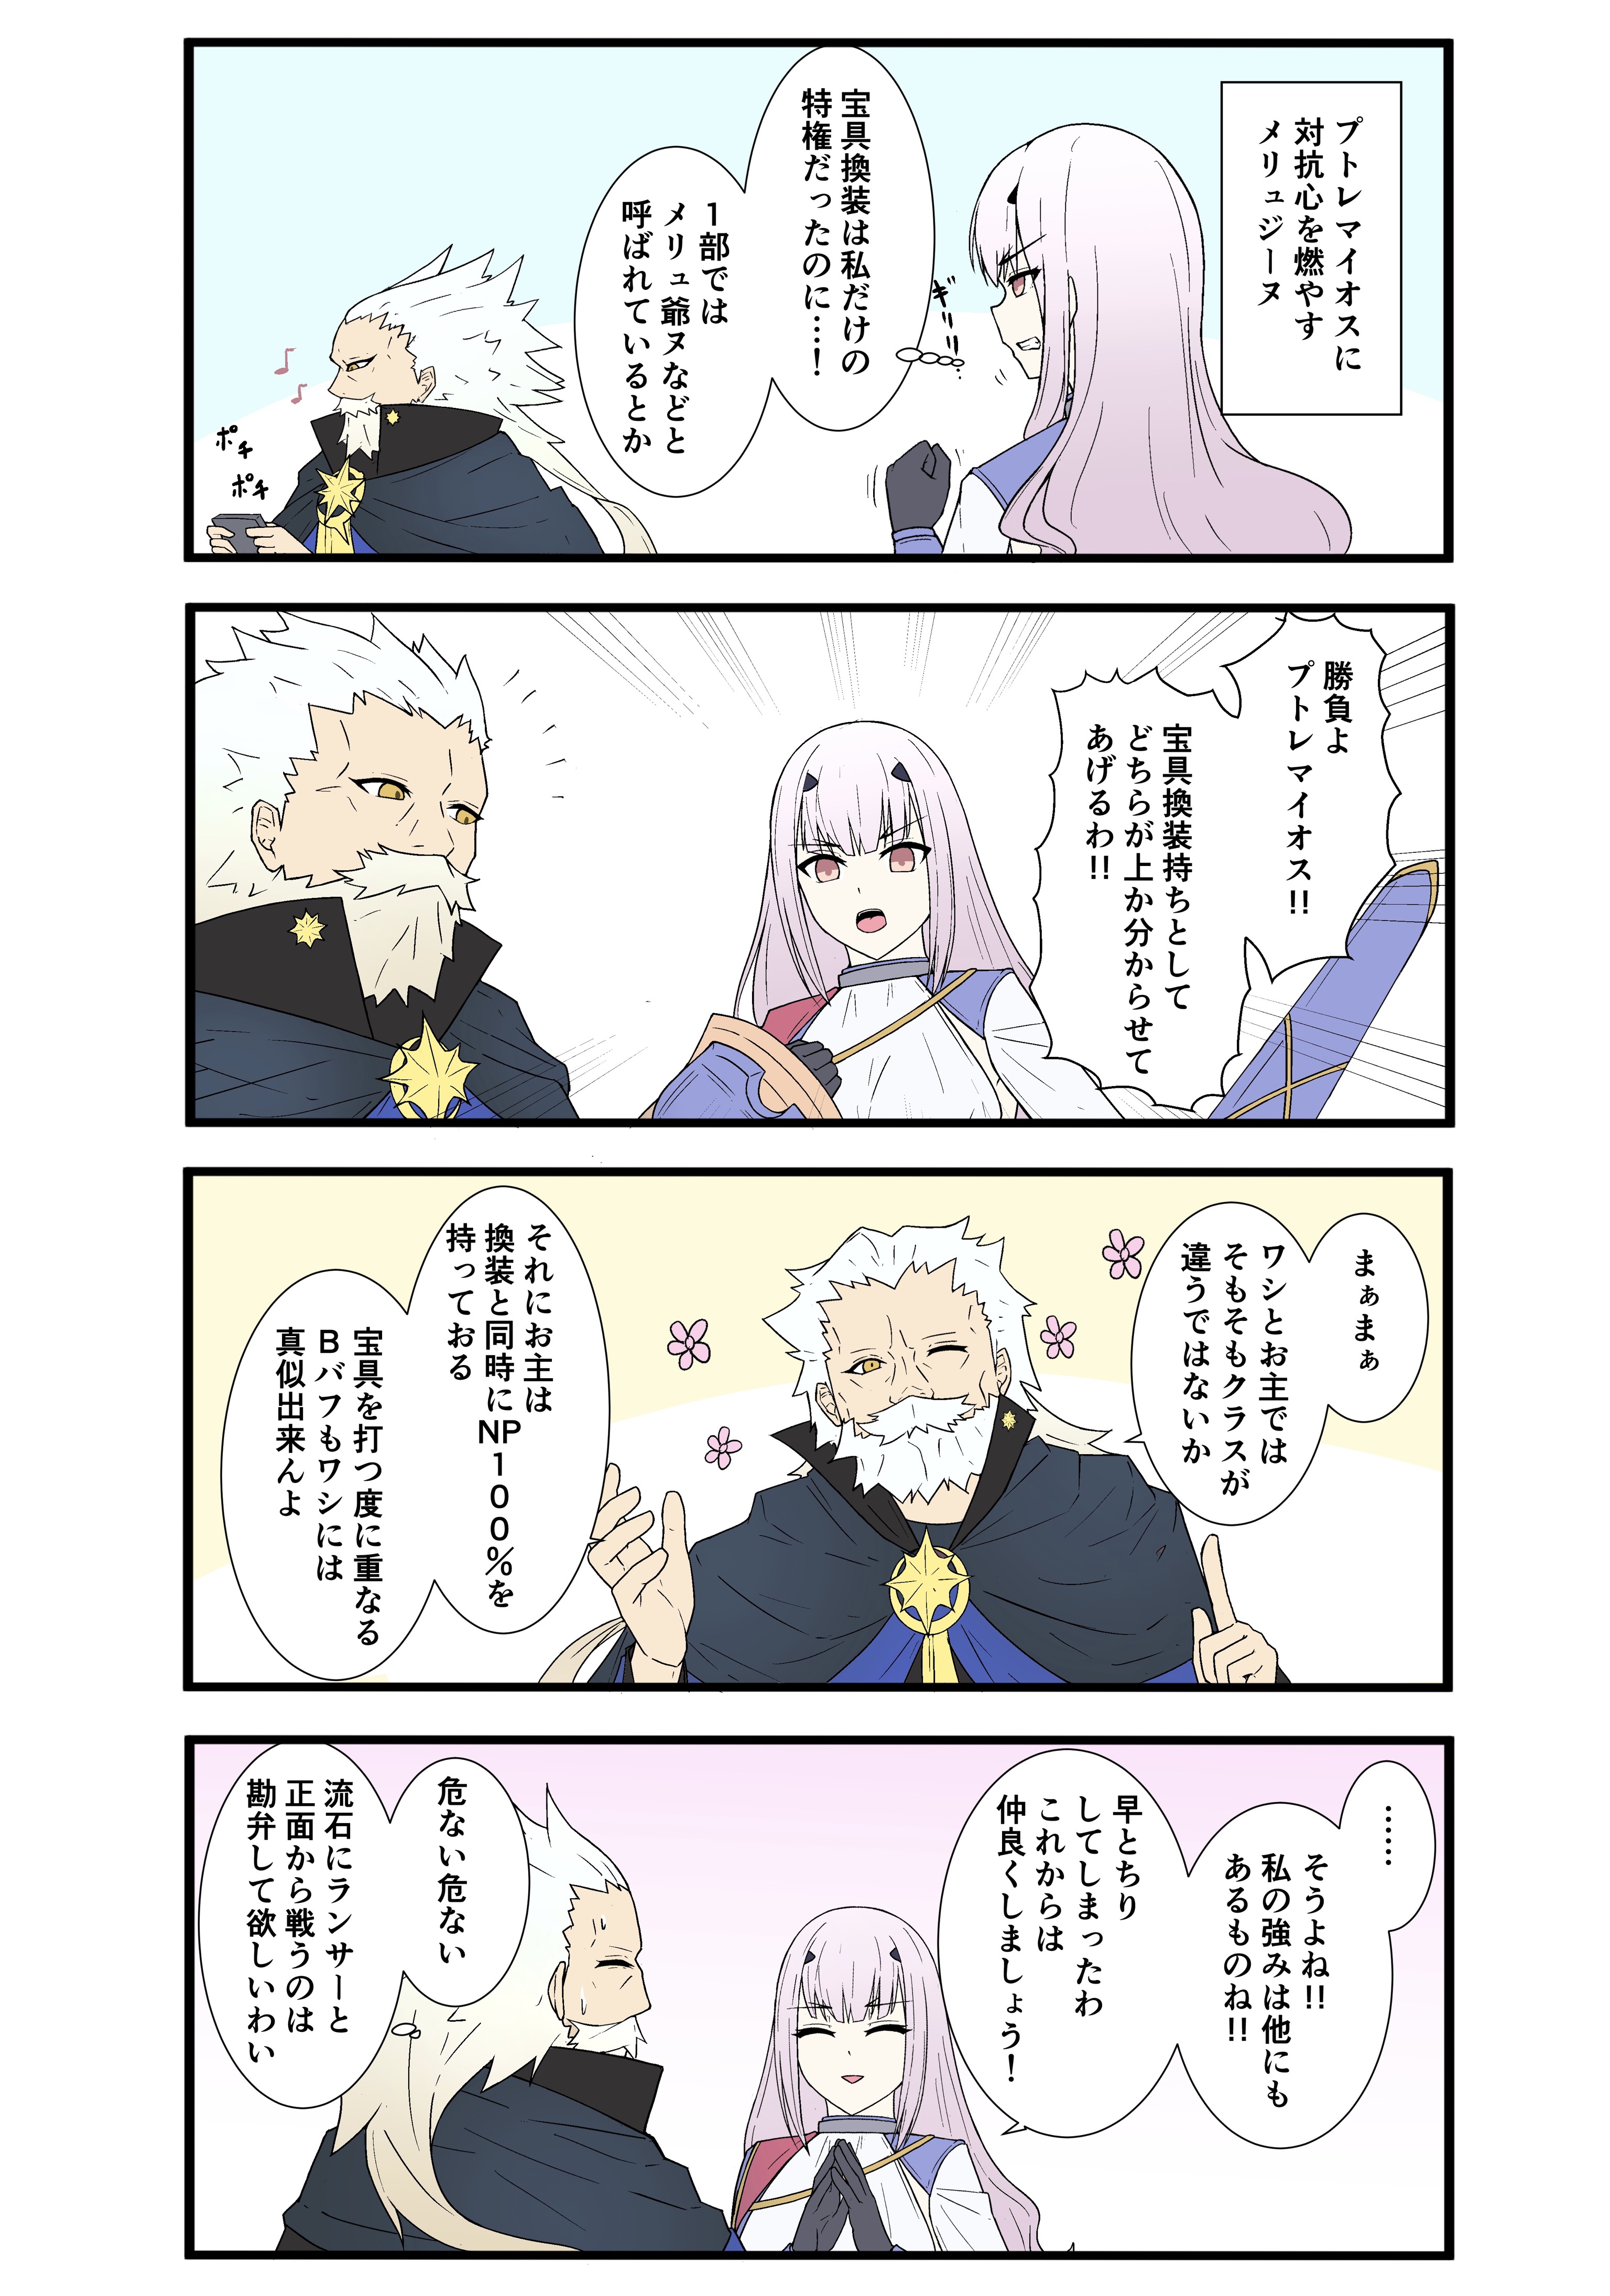 プトレマイオスに
対抗心を燃やす
メリュジーヌ
ギリ
宝具換装は私だけの
特権だったのに…！
１部では
メリュ爺ヌなどと
呼ばれているとか
ポチ
ポチ
勝負よ
プトレマイオス!!
宝具換装持ちとして
どちらが上か分からせて
あげるわ!!
まぁまぁ
ワシとお主では
そもそもクラスが
違うではないか
それにお主は
換装と同時に
NP１００％を
持っておる
宝具を打つ度に重なる
Ｂバフもワシには
真似出来んよ
……
そうよね!!
私の強みは他にも
あるものね!!
早とちり
してしまったわ
これからは
仲良くしましょう！
危ない危ない
流石にランサーと
正面から戦うのは
勘弁して欲しいわい